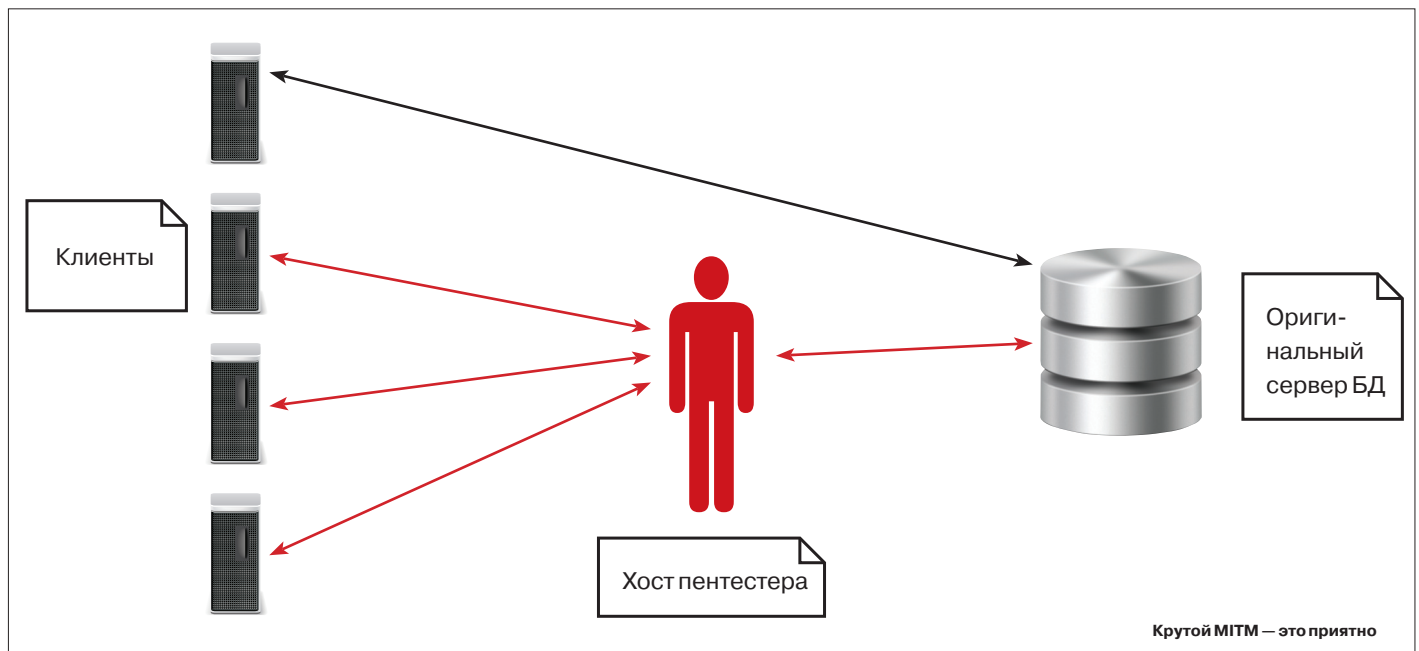 Клиенты
Ориги-
нальный
сервер БД
Хост пентестера
Крутой MITM — это приятно